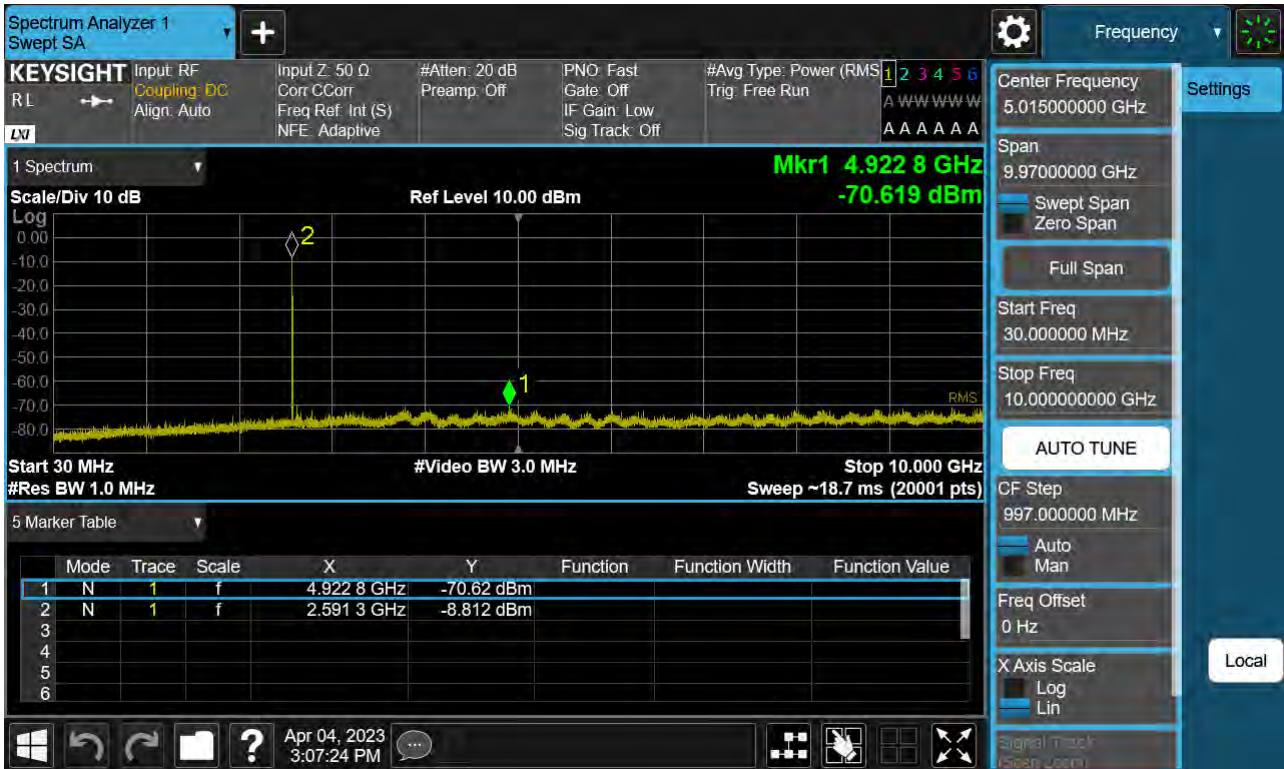 Spectrum Analyzer 1
Swept SA
+
Frequency
KEYSIGHT
RL
LXI
Input: RF
Coupling: DC
Align: Auto
Input Z: 50 Ω
Corr CCorr
Freq Ref: Int (S)
NFE: Adaptive
#Atten: 20 dB
Preamp: Off
PNO: Fast
Gate: Off
IF Gain: Low
Sig Track: Off
#Avg Type: Power (RMS
Trig: Free Run
1 2 3 4 5 6
A W W W W W
A A A A A A
1 Spectrum
Mkr1 4.922 8 GHz
-70.619 dBm
Scale/Div 10 dB
Ref Level 10.00 dBm
Log
0.00
-10.0
-20.0
-30.0
-40.0
-50.0
-60.0
-70.0
-80.0
2
1
RMS
Start 30 MHz
#Video BW 3.0 MHz
Stop 10.000 GHz
#Res BW 1.0 MHz
Sweep ~18.7 ms (20001 pts)
5 Marker Table
Mode Trace Scale X Y Function Function Width Function Value
1 N 1 f 4.922 8 GHz -70.62 dBm
2 N 1 f 2.591 3 GHz -8.812 dBm
3
4
5
6
Apr 04, 2023
3:07:24 PM
?
Center Frequency
5.015000000 GHz
Settings
Span
9.97000000 GHz
Swept Span
Zero Span
Full Span
Start Freq
30.000000 MHz
Stop Freq
10.000000000 GHz
AUTO TUNE
CF Step
997.000000 MHz
Auto
Man
Freq Offset
0 Hz
X Axis Scale
Log
Lin
Local
Signal Track
(Span Zoom)